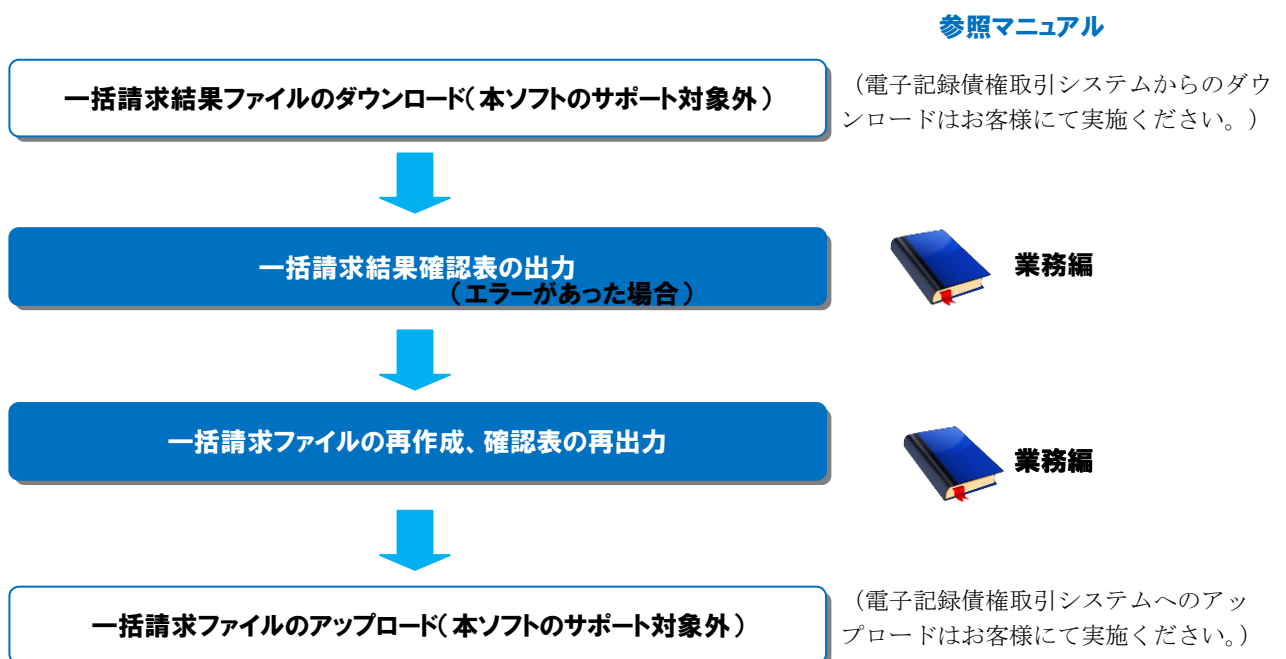 参照マニュアル
一括請求結果ファイルのダウンロード(本ソフトのサポート対象外)
（電子記録債権取引システムからのダウ
ンロードはお客様にて実施ください。）
一括請求結果確認表の出力
（エラーがあった場合）
業務編
一括請求ファイルの再作成、確認表の再出力
業務編
一括請求ファイルのアップロード(本ソフトのサポート対象外)
（電子記録債権取引システムへのアッ
プロードはお客様にて実施ください。）